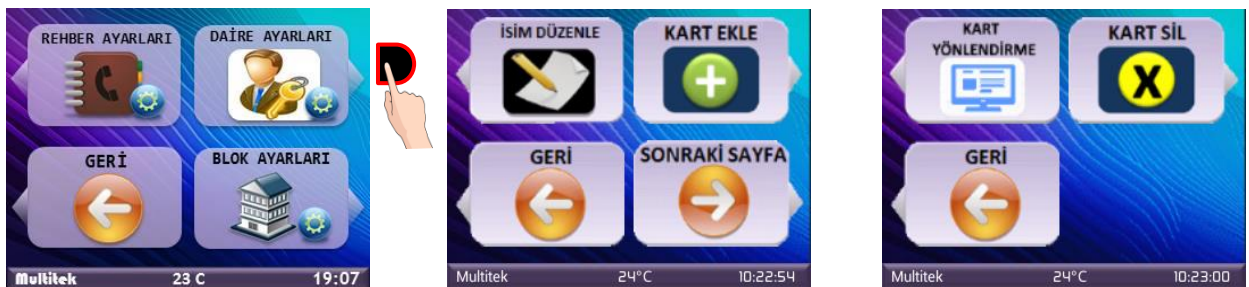 REHBER AYARLARI
DAİRE AYARLARI
GERİ
BLOK AYARLARI
Multitek 23 C 19:07
İSİM DÜZENLE
KART EKLE
GERİ
SONRAKİ SAYFA
Multitek 24°C 10:22:54
KART
YÖNLENDİRME
KART SİL
X
GERİ
Multitek 24°C 10:23:00